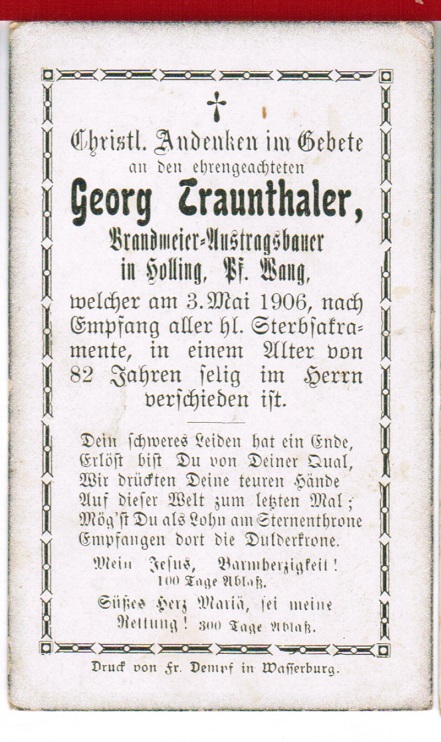 Christl. Andenken im Gebete
an den ehrengeachteten
Georg Traunthaler,
Brandmeier-Austragsbauer
in Holling, Pf. Wang,
welcher am 3. Mai 1906, nach
Empfang aller hl. Sterbsakra-
mente, in einem Alter von
82 Jahren selig im Herrn
verschieden ist.
Dein schweres Leiden hat ein Ende,
Erlöst bist Du von Deiner Qual,
Wir drückten Deine teuren Hände
Auf dieser Welt zum letzten Mal;
Mög'st Du als Lohn am Sternenthrone
Empfangen dort die Dulderkrone.
Mein Jesus, Barmherzigkeit!
100 Tage Ablaß.
Süßes Herz Mariä, sei meine
Rettung! 300 Tage Ablaß.
Druck von Fr. Dempf in Wasserburg.